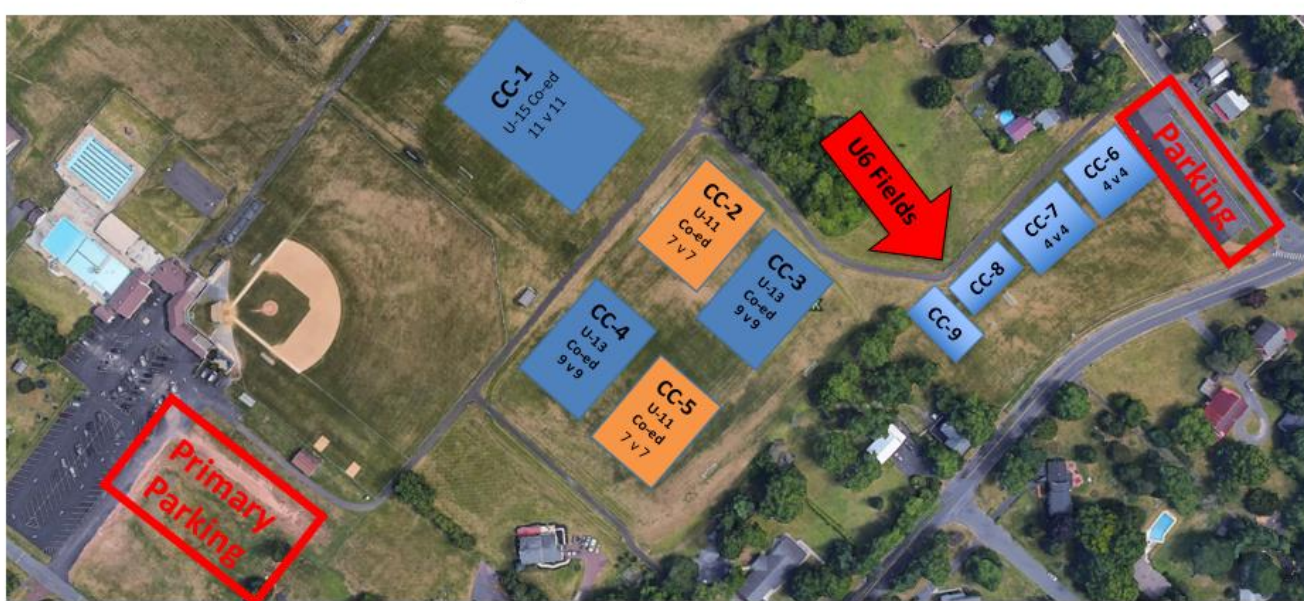 CC-1
U-15 Co-ed
11 v 11
CC-2
U-11
Co-ed
7 v 7
CC-3
U-13
Co-ed
9 v 9
CC-4
U-13
Co-ed
9 v 9
CC-5
U-11
Co-ed
7 v 7
U6 Fields
CC-6
4 v4
CC-7
4 v4
CC-8
CC-9
Parking
Primary
Parking